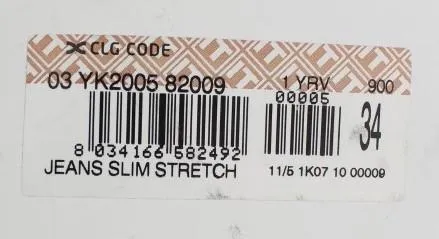 CLG CODE
03 YK2005 82009 1 YRV 900
00005
34
8 034166 582492
JEANS SLIM STRETCH 11/5 1K07 10 00009